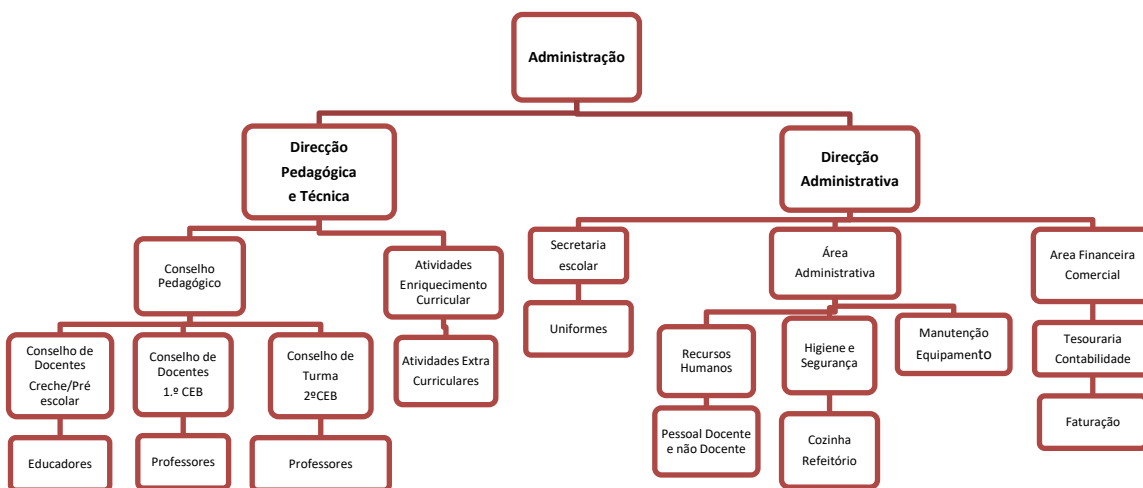 Administração
Direcção
Pedagógica
e Técnica
Direcção
Administrativa
Conselho
Pedagógico
Atividades
Enriquecimento
Curricular
Secretaria
escolar
Área
Administrativa
Area Financeira
Comercial
Conselho de
Docentes
Creche/Pré
escolar
Conselho de
Docentes
1.º CEB
Conselho de
Turma
2ºCEB
Atividades Extra
Curriculares
Uniformes
Recursos
Humanos
Higiene e
Segurança
Manutenção
Equipamento
Tesouraria
Contabilidade
Educadores
Professores
Professores
Pessoal Docente
e não Docente
Cozinha
Refeitório
Faturação